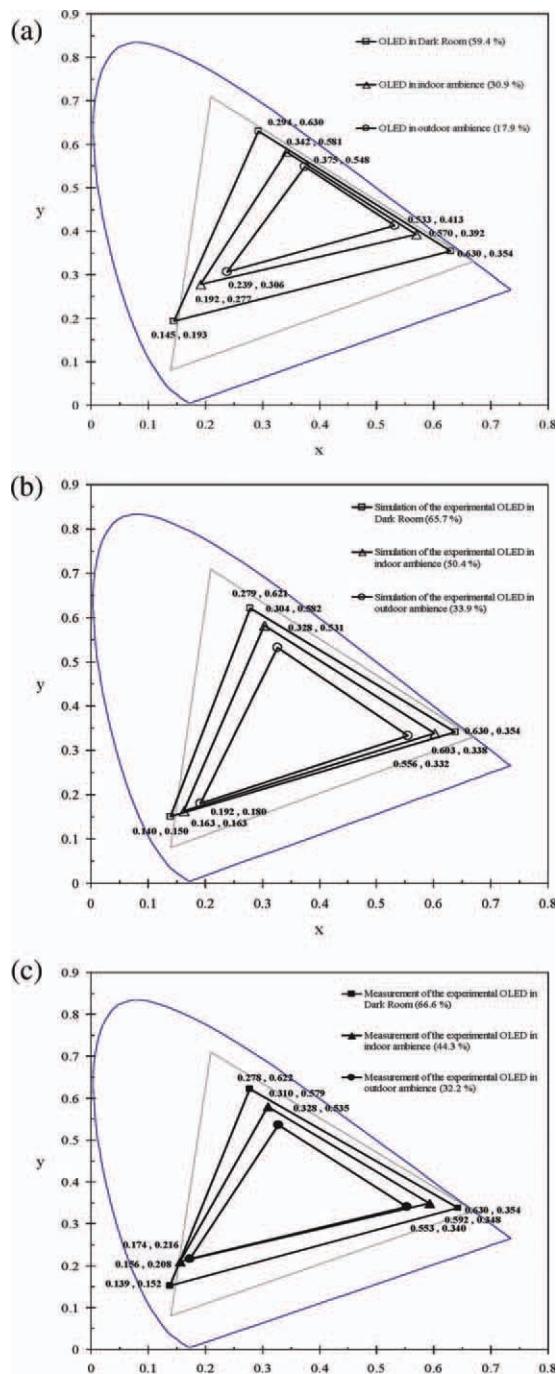 (a)
0.9
0.8
0.7
0.6
0.5
0.4
0.3
0.2
0.1
0
y
OLED in Dark Room (59.4 %)
OLED in indoor ambience (30.9 %)
OLED in outdoor ambience (17.9 %)
0.294 , 0.630
0.342 , 0.581
0.375 , 0.548
0.533 , 0.413
0.570 , 0.392
0.630 , 0.354
0.239 , 0.306
0.192 , 0.277
0.145 , 0.193
0 0.1 0.2 0.3 0.4 0.5 0.6 0.7 0.8
x
(b)
0.9
0.8
0.7
0.6
0.5
0.4
0.3
0.2
0.1
0
y
Simulation of the experimental OLED in
Dark Room (65.7 %)
Simulation of the experimental OLED in
indoor ambience (50.4 %)
Simulation of the experimental OLED in
outdoor ambience (33.9 %)
0.279 , 0.621
0.304 , 0.582
0.328 , 0.531
0.630 , 0.354
0.603 , 0.338
0.556 , 0.332
0.192 , 0.180
0.163 , 0.163
0.140 , 0.150
0 0.1 0.2 0.3 0.4 0.5 0.6 0.7 0.8
x
(c)
0.9
0.8
0.7
0.6
0.5
0.4
0.3
0.2
0.1
0
y
Measurement of the experimental OLED in
Dark Room (66.6 %)
Measurement of the experimental OLED in
indoor ambience (44.3 %)
Measurement of the experimental OLED in
outdoor ambience (32.2 %)
0.278 , 0.622
0.310 , 0.579
0.328 , 0.535
0.630 , 0.354
0.592 , 0.348
0.553 , 0.340
0.174 , 0.216
0.156 , 0.208
0.139 , 0.152
0 0.1 0.2 0.3 0.4 0.5 0.6 0.7 0.8